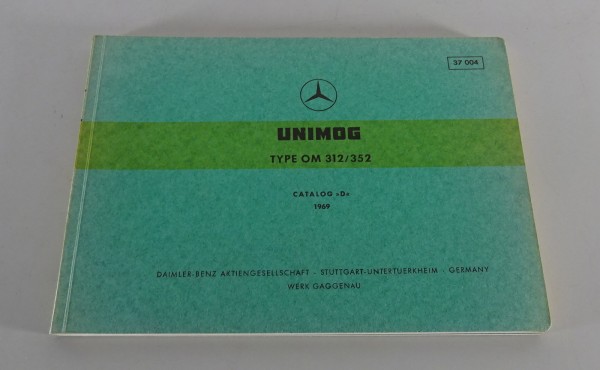 37 004
UNIMOG
TYPE OM 312/352
CATALOG «D»
1969
DAIMLER-BENZ AKTIENGESELLSCHAFT - STUTTGART-UNTERTUERKHEIM - GERMANY
WERK GAGGENAU